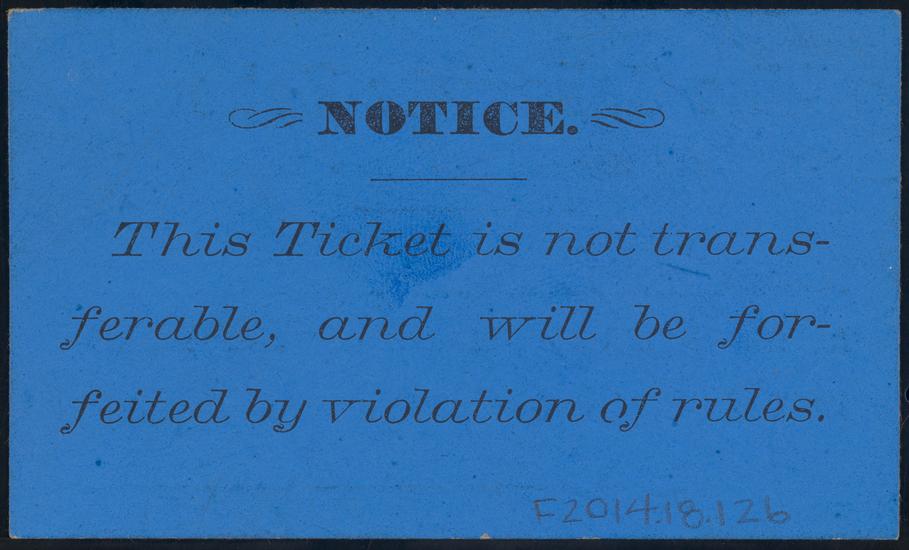 NOTICE.
This Ticket is not trans-
ferable, and will be for-
feited by violation of rules.
F2014.18.126